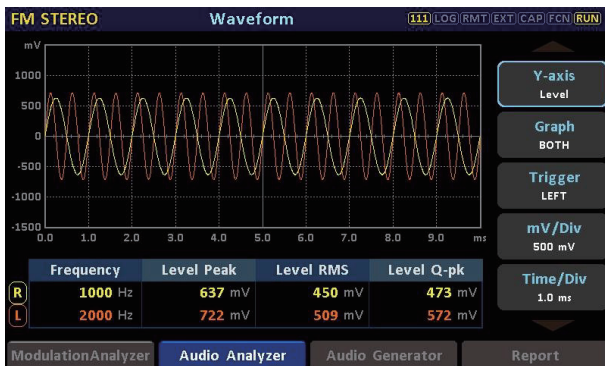 FM STEREO Waveform 111 LOG RMT EXT CAP FCN RUN
mV
1000
500
0
-500
-1000
-1500
0.0 1.0 2.0 3.0 4.0 5.0 6.0 7.0 8.0 9.0 ms
Y-axis
Level
Graph
BOTH
Trigger
LEFT
mV/Div
500 mV
Time/Div
1.0 ms
Frequency Level Peak Level RMS Level Q-pk
R 1000 Hz 637 mV 450 mV 473 mV
L 2000 Hz 722 mV 509 mV 572 mV
ModulationAnalyzer Audio Analyzer Audio Generator Report